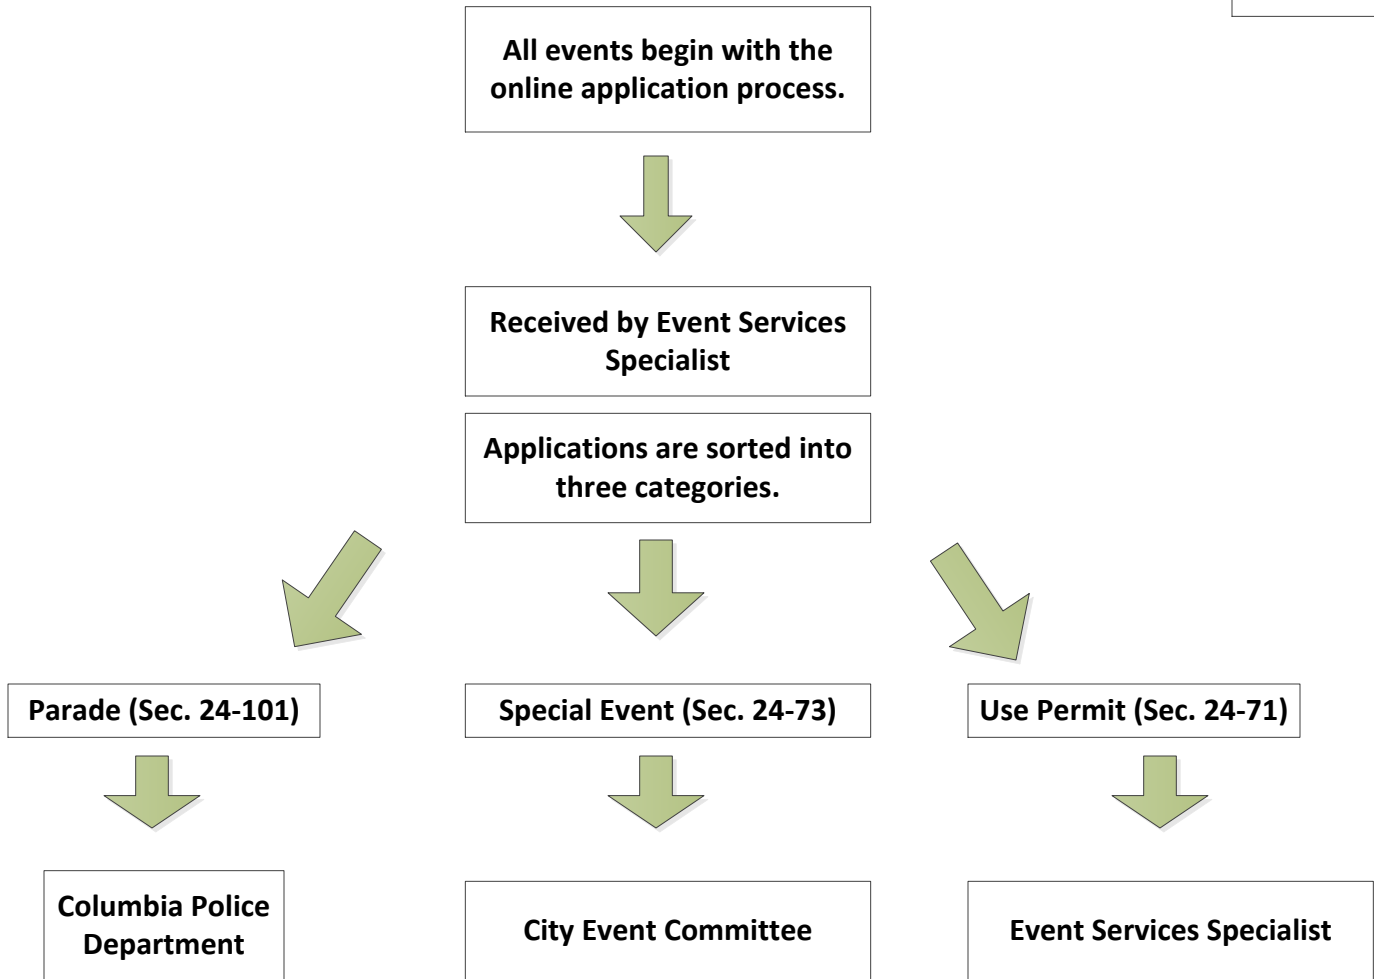 All events begin with the
online application process.
Received by Event Services
Specialist
Applications are sorted into
three categories.
Parade (Sec. 24-101)
Special Event (Sec. 24-73)
Use Permit (Sec. 24-71)
Columbia Police
Department
City Event Committee
Event Services Specialist